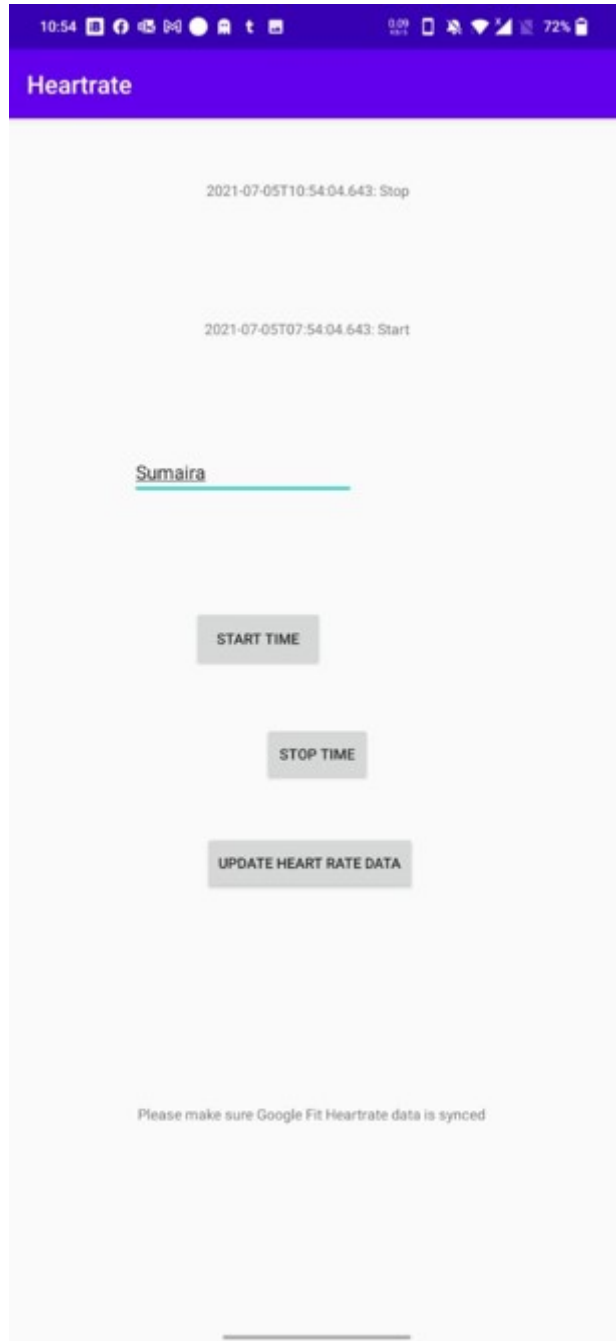 10:54 72%
Heartrate
2021-07-05T10:54:04.643: Stop
2021-07-05T07:54:04.643: Start
Sumaira
START TIME
STOP TIME
UPDATE HEART RATE DATA
Please make sure Google Fit Heartrate data is synced